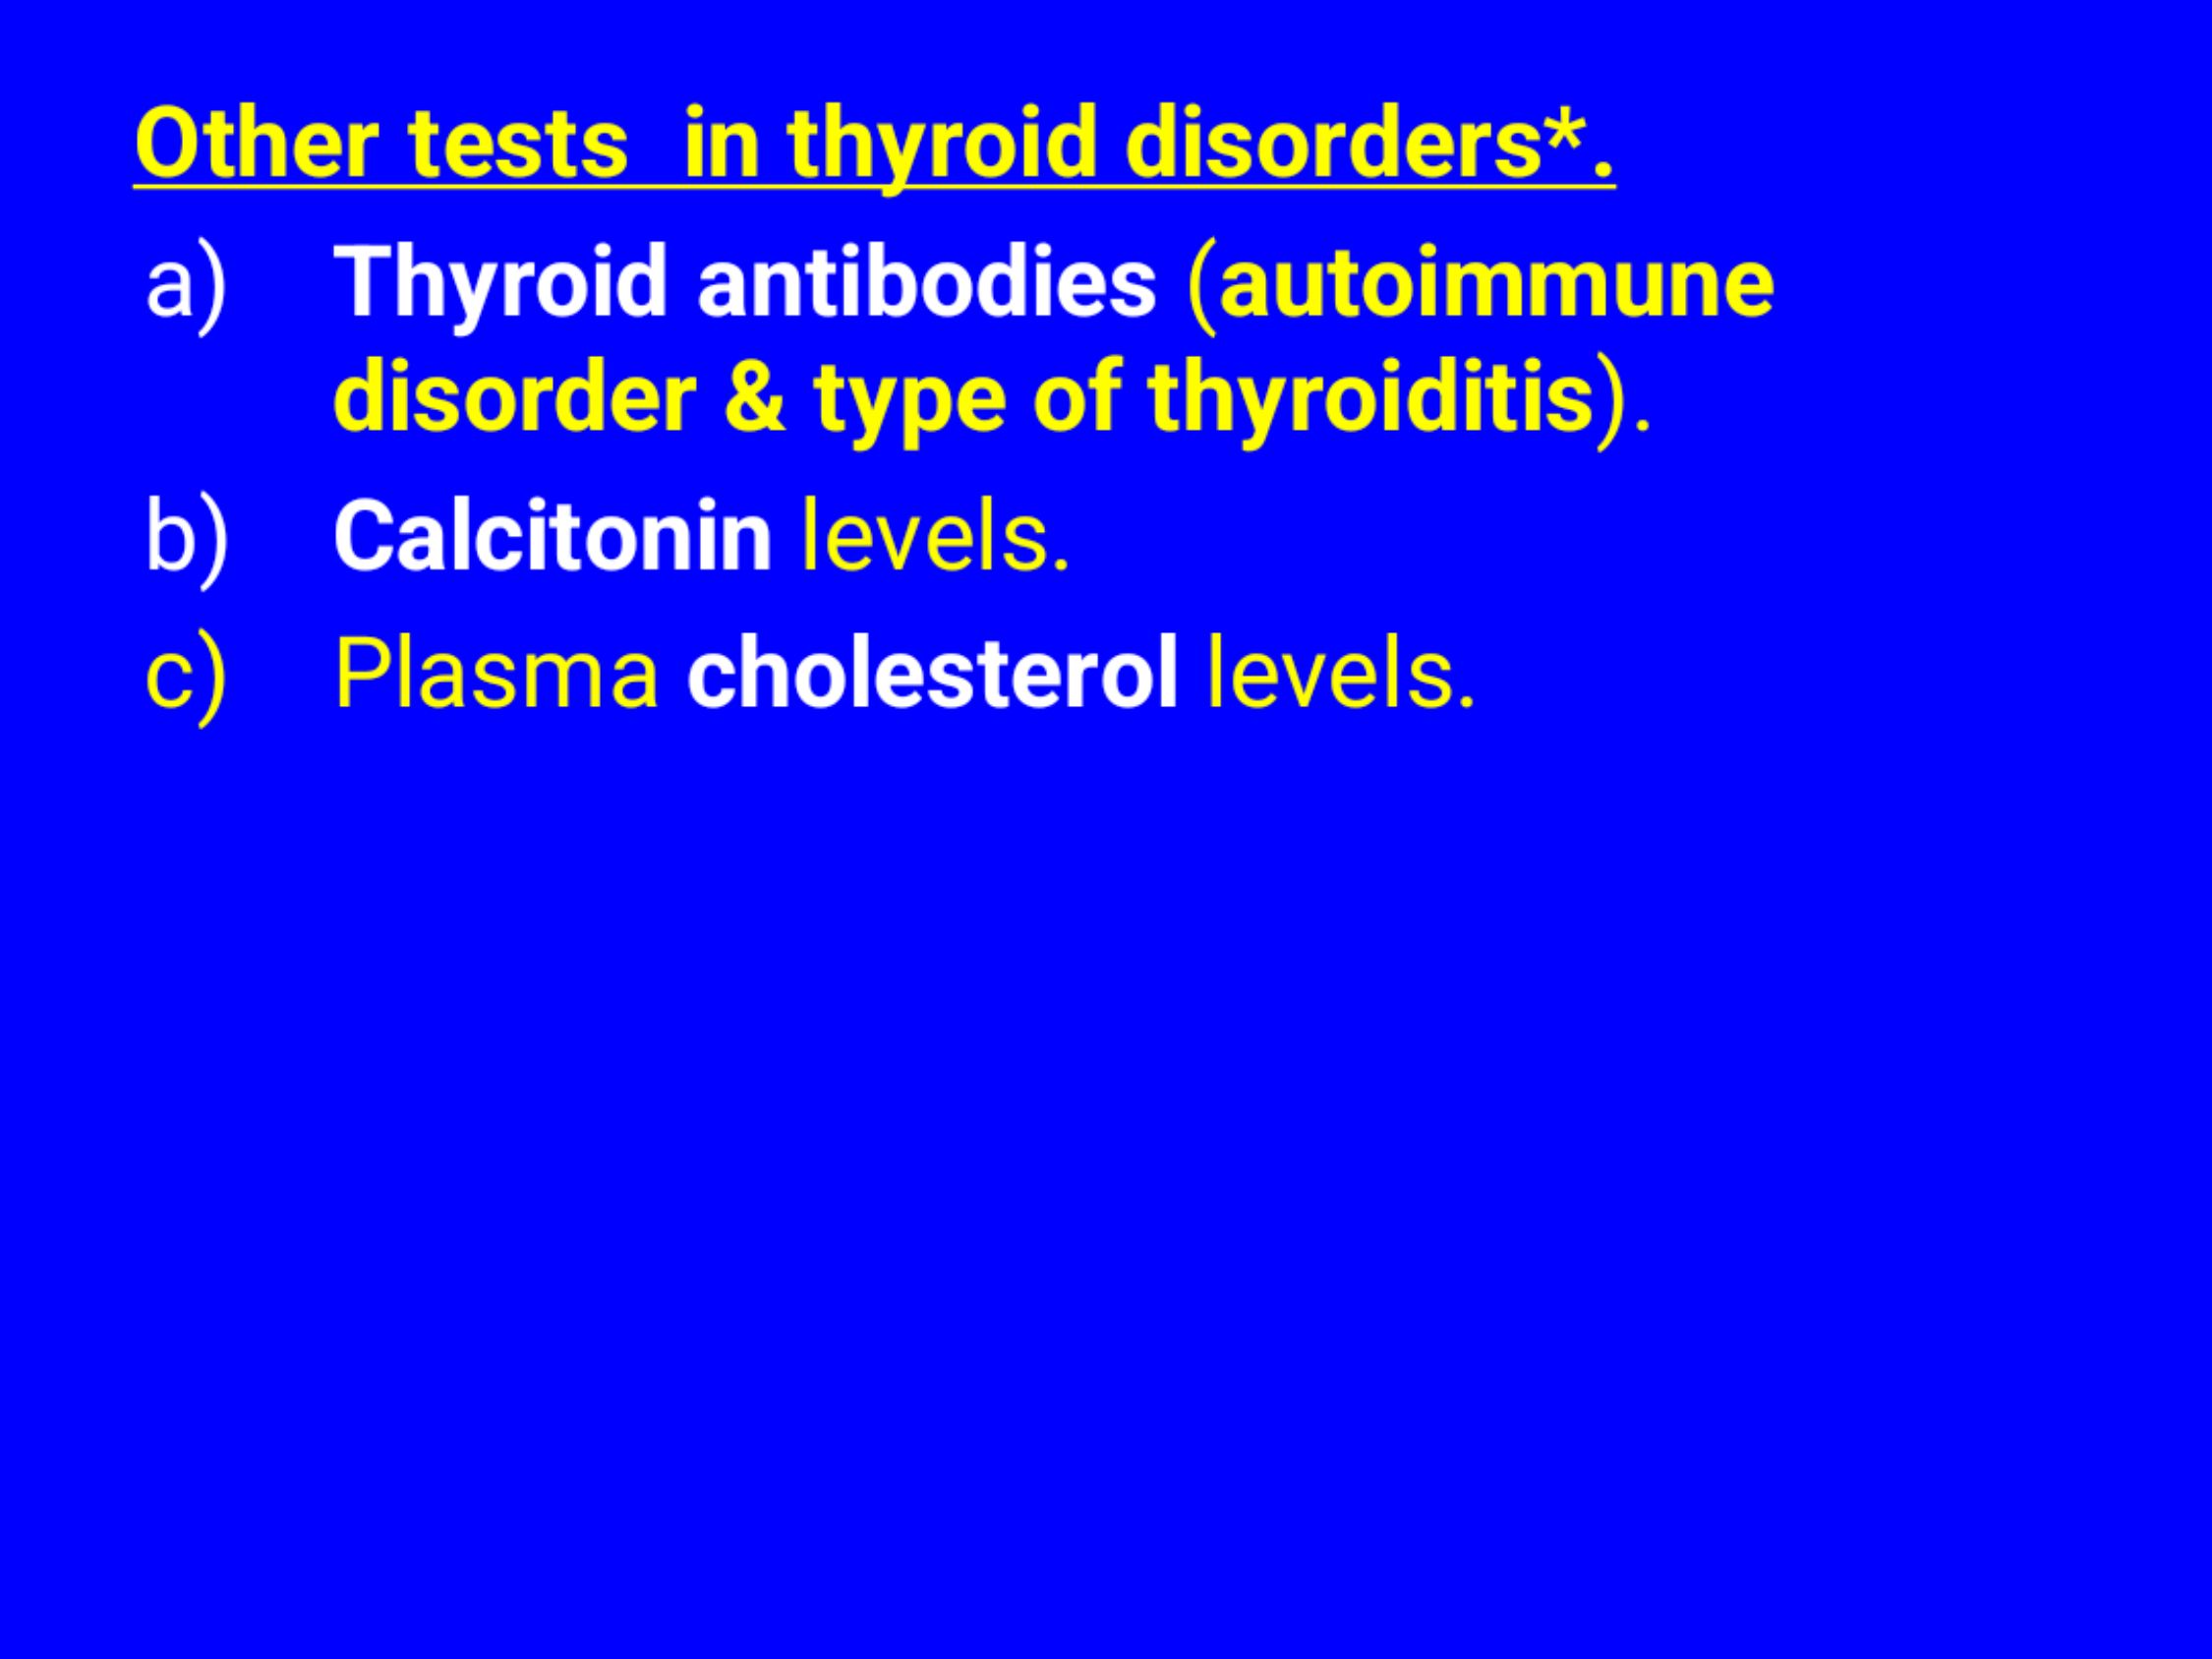 Other tests  in thyroid disorders*.
a) Thyroid antibodies (autoimmune
disorder & type of thyroiditis).
b) Calcitonin levels.
c) Plasma cholesterol levels.